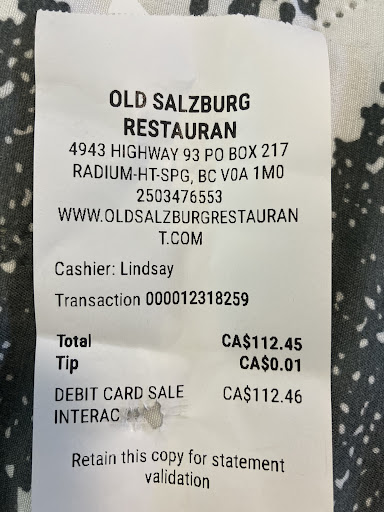 OLD SALZBURG
RESTAURAN
4943 HIGHWAY 93 PO BOX 217
RADIUM-HT-SPG, BC V0A 1M0
2503476553
WWW.OLDSALZBURGRESTAURAN
T.COM
Cashier: Lindsay
Transaction 000012318259
Total CA$112.45
Tip CA$0.01
DEBIT CARD SALE CA$112.46
INTERAC
Retain this copy for statement
validation